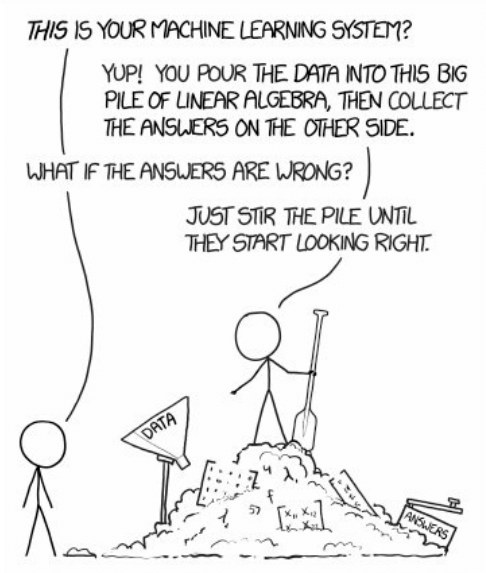 THIS IS YOUR MACHINE LEARNING SYSTEM?
YUP! YOU POUR THE DATA INTO THIS BIG
PILE OF LINEAR ALGEBRA, THEN COLLECT
THE ANSWERS ON THE OTHER SIDE.
WHAT IF THE ANSWERS ARE WRONG?
JUST STIR THE PILE UNTIL
THEY START LOOKING RIGHT.
DATA
ANSWERS